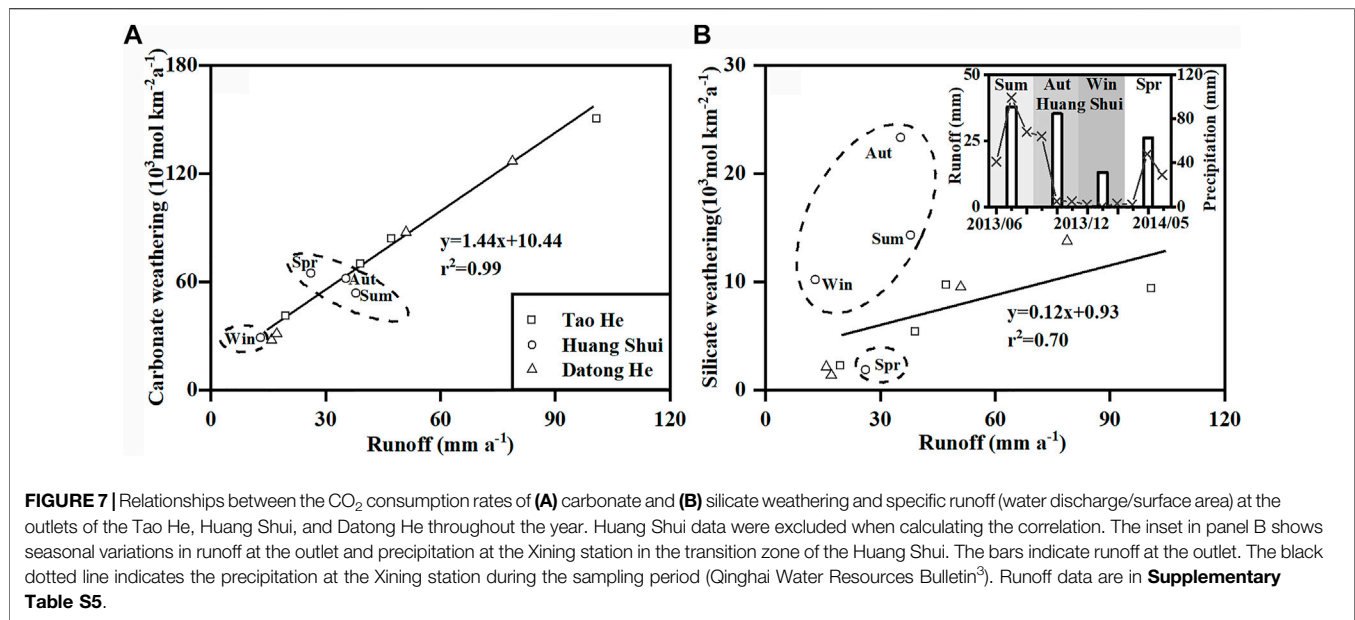 A
B
180
120
60
0
0
30
60
90
120
Carbonate weathering (10³mol km⁻²a⁻¹)
Runoff (mm a⁻¹)
Spr
Aut
Sum
Win
y=1.44x+10.44
r²=0.99
Tao He
Huang Shui
Datong He
30
20
10
0
0
30
60
90
120
Silicate weathering(10³mol km⁻²a⁻¹)
Runoff (mm a⁻¹)
Aut
Sum
Win
Spr
y=0.12x+0.93
r²=0.70
50
25
0
Runoff (mm)
Sum
Aut
Win
Spr
Huang Shui
120
80
40
0
Precipitation (mm)
2013/06
2013/12
2014/05
FIGURE 7 | Relationships between the CO₂ consumption rates of (A) carbonate and (B) silicate weathering and specific runoff (water discharge/surface area) at the
outlets of the Tao He, Huang Shui, and Datong He throughout the year. Huang Shui data were excluded when calculating the correlation. The inset in panel B shows
seasonal variations in runoff at the outlet and precipitation at the Xining station in the transition zone of the Huang Shui. The bars indicate runoff at the outlet. The black
dotted line indicates the precipitation at the Xining station during the sampling period (Qinghai Water Resources Bulletin³). Runoff data are in Supplementary
Table S5.